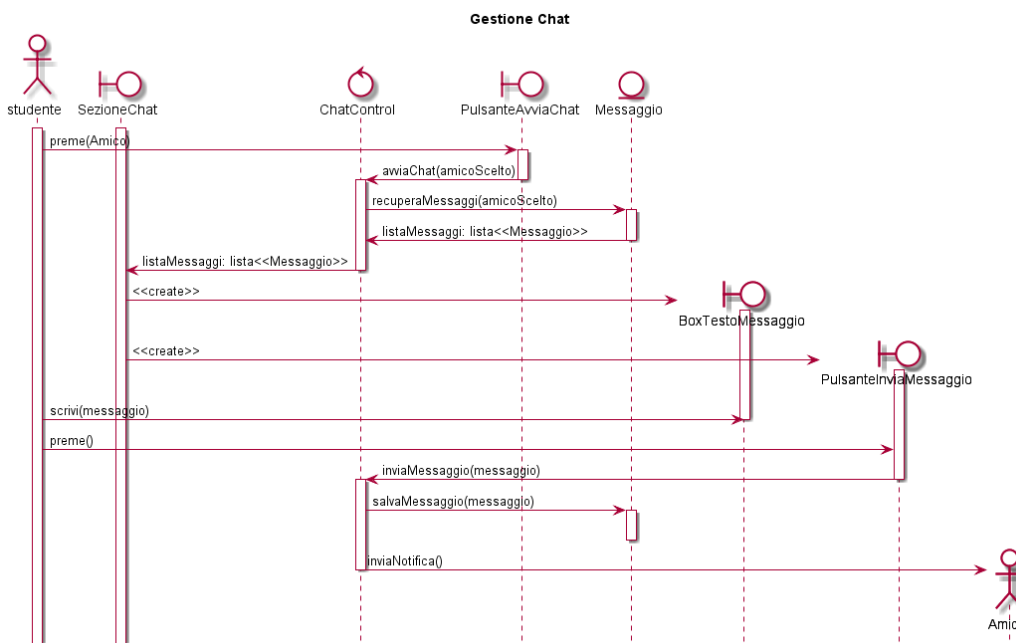 Gestione Chat
studente
SezioneChat
ChatControl
PulsanteAvviaChat
Messaggio
preme(Amico)
avviaChat(amicoScelto)
recuperaMessaggi(amicoScelto)
listaMessaggi: lista<<Messaggio>>
listaMessaggi: lista<<Messaggio>>
<<create>>
BoxTestoMessaggio
<<create>>
PulsanteInviaMessaggio
scrivi(messaggio)
preme()
inviaMessaggio(messaggio)
salvaMessaggio(messaggio)
inviaNotifica()
Amic